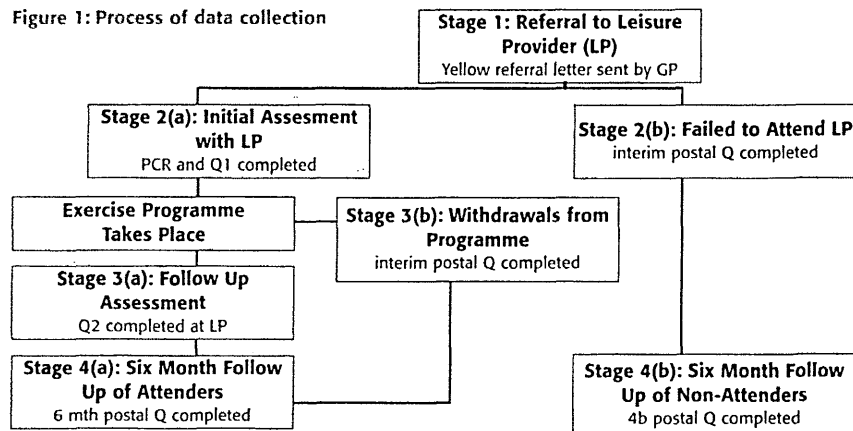 Figure 1: Process of data collection
Stage 1: Referral to Leisure
Provider (LP)
Yellow referral letter sent by GP
Stage 2(a): Initial Assesment
with LP
PCR and Q1 completed
Stage 2(b): Failed to Attend LP
interim postal Q completed
Exercise Programme
Takes Place
Stage 3(b): Withdrawals from
Programme
interim postal Q completed
Stage 3(a): Follow Up
Assessment
Q2 completed at LP
Stage 4(a): Six Month Follow
Up of Attenders
6 mth postal Q completed
Stage 4(b): Six Month Follow
Up of Non-Attenders
4b postal Q completed